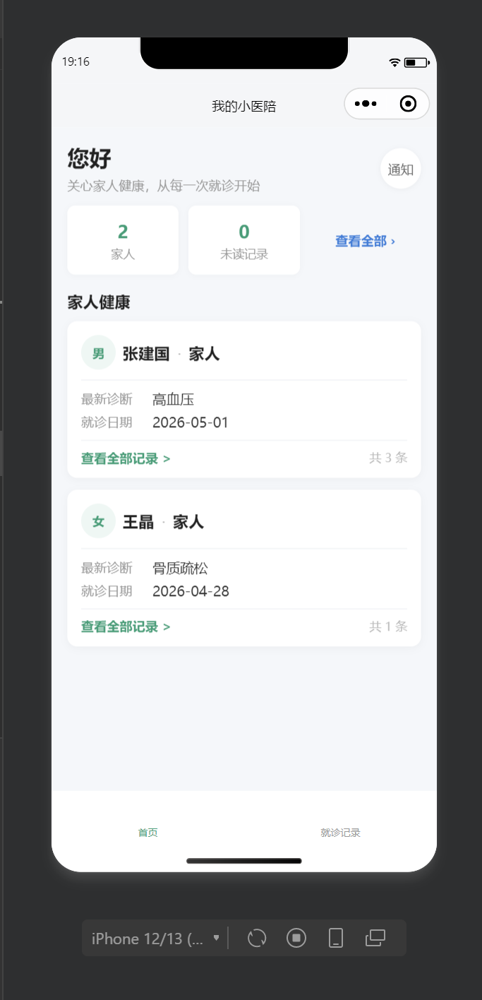 19:16
我的小医陪
您好
关心家人健康，从每一次就诊开始
通知
2
家人
0
未读记录
查看全部 ›
家人健康
男 张建国 · 家人
最新诊断 高血压
就诊日期 2026-05-01
查看全部记录 > 共 3 条
女 王晶 · 家人
最新诊断 骨质疏松
就诊日期 2026-04-28
查看全部记录 > 共 1 条
首页 就诊记录
iPhone 12/13 (...